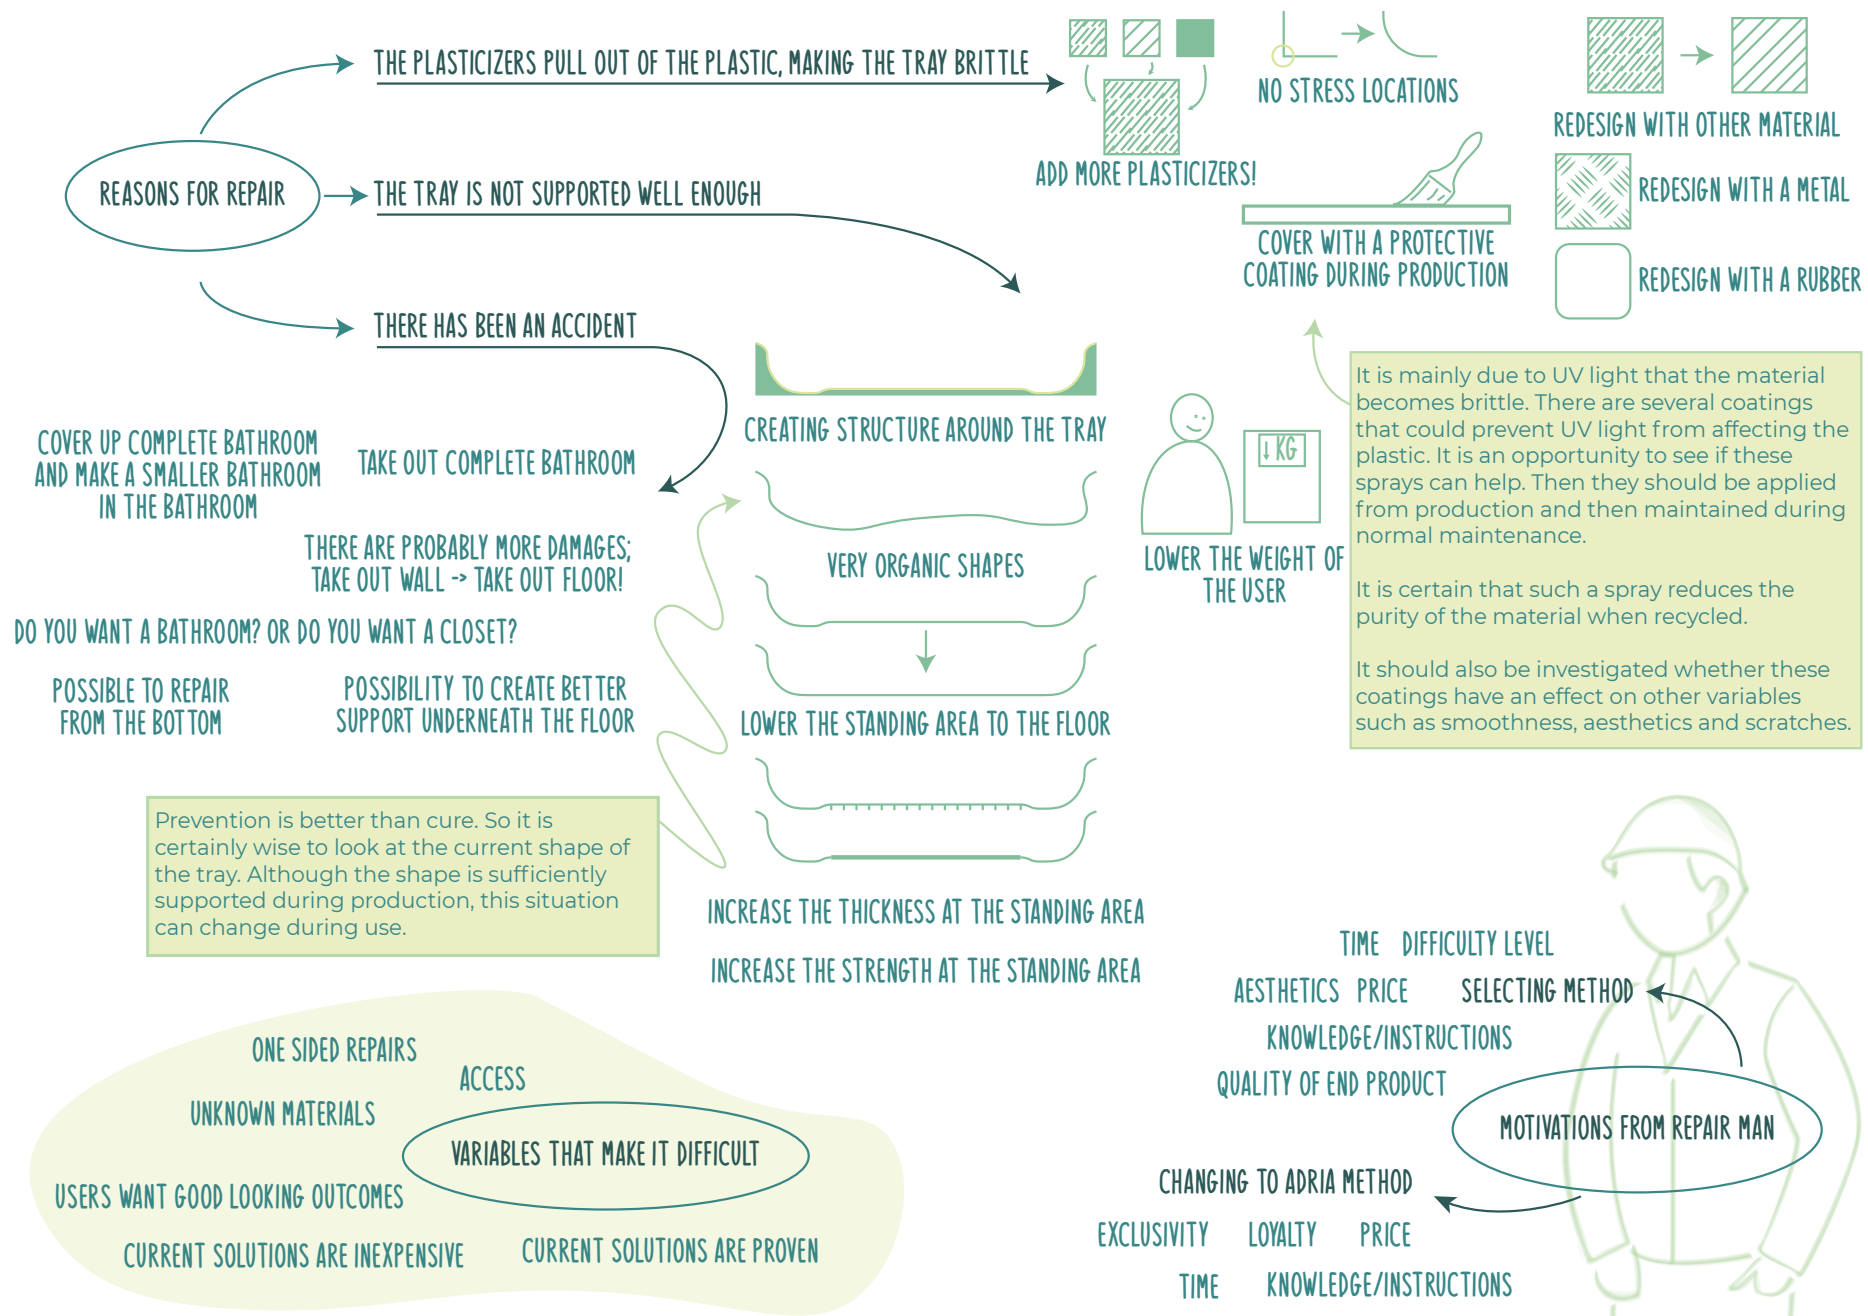 THE PLASTICIZERS PULL OUT OF THE PLASTIC, MAKING THE TRAY BRITTLE
REASONS FOR REPAIR
THE TRAY IS NOT SUPPORTED WELL ENOUGH
THERE HAS BEEN AN ACCIDENT
ADD MORE PLASTICIZERS!
NO STRESS LOCATIONS
REDESIGN WITH OTHER MATERIAL
REDESIGN WITH A METAL
REDESIGN WITH A RUBBER
COVER WITH A PROTECTIVE
COATING DURING PRODUCTION
COVER UP COMPLETE BATHROOM
AND MAKE A SMALLER BATHROOM
IN THE BATHROOM
TAKE OUT COMPLETE BATHROOM
THERE ARE PROBABLY MORE DAMAGES;
TAKE OUT WALL -> TAKE OUT FLOOR!
DO YOU WANT A BATHROOM? OR DO YOU WANT A CLOSET?
POSSIBLE TO REPAIR
FROM THE BOTTOM
POSSIBILITY TO CREATE BETTER
SUPPORT UNDERNEATH THE FLOOR
CREATING STRUCTURE AROUND THE TRAY
VERY ORGANIC SHAPES
LOWER THE STANDING AREA TO THE FLOOR
INCREASE THE THICKNESS AT THE STANDING AREA
INCREASE THE STRENGTH AT THE STANDING AREA
↓ KG
LOWER THE WEIGHT OF
THE USER
It is mainly due to UV light that the material
becomes brittle. There are several coatings
that could prevent UV light from affecting the
plastic. It is an opportunity to see if these
sprays can help. Then they should be applied
from production and then maintained during
normal maintenance.
It is certain that such a spray reduces the
purity of the material when recycled.
It should also be investigated whether these
coatings have an effect on other variables
such as smoothness, aesthetics and scratches.
Prevention is better than cure. So it is
certainly wise to look at the current shape of
the tray. Although the shape is sufficiently
supported during production, this situation
can change during use.
ONE SIDED REPAIRS
ACCESS
UNKNOWN MATERIALS
VARIABLES THAT MAKE IT DIFFICULT
USERS WANT GOOD LOOKING OUTCOMES
CURRENT SOLUTIONS ARE INEXPENSIVE
CURRENT SOLUTIONS ARE PROVEN
TIME DIFFICULTY LEVEL
AESTHETICS PRICE SELECTING METHOD
KNOWLEDGE/INSTRUCTIONS
QUALITY OF END PRODUCT
MOTIVATIONS FROM REPAIR MAN
CHANGING TO ADRIA METHOD
EXCLUSIVITY LOYALTY PRICE
TIME KNOWLEDGE/INSTRUCTIONS